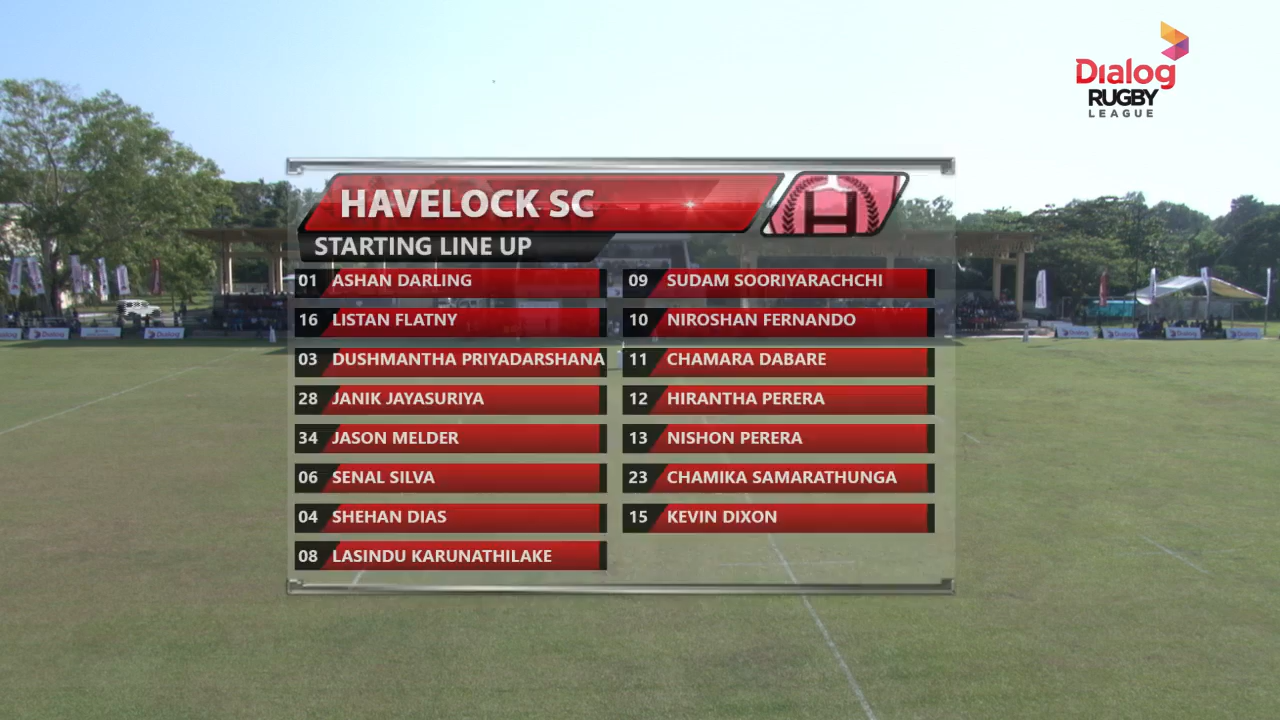 Dialog
RUGBY
LEAGUE
HAVELOCK SC
H
STARTING LINE UP
01 ASHAN DARLING
16 LISTAN FLATNY
03 DUSHMANTHA PRIYADARSHANA
28 JANIK JAYASURIYA
34 JASON MELDER
06 SENAL SILVA
04 SHEHAN DIAS
08 LASINDU KARUNATHILAKE
09 SUDAM SOORIYARACHCHI
10 NIROSHAN FERNANDO
11 CHAMARA DABARE
12 HIRANTHA PERERA
13 NISHON PERERA
23 CHAMIKA SAMARATHUNGA
15 KEVIN DIXON
Dialog
Dialog